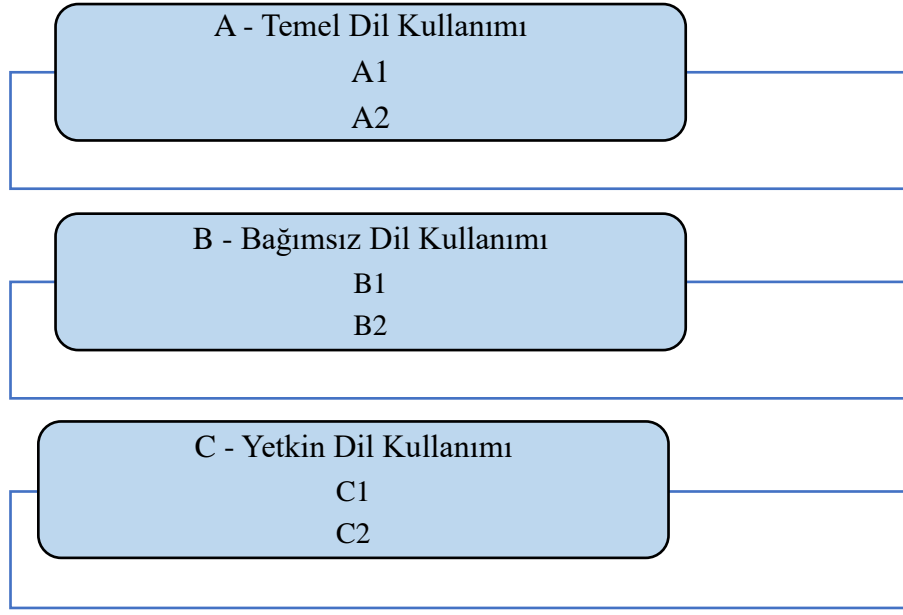 A - Temel Dil Kullanımı
A1
A2
B - Bağımsız Dil Kullanımı
B1
B2
C - Yetkin Dil Kullanımı
C1
C2